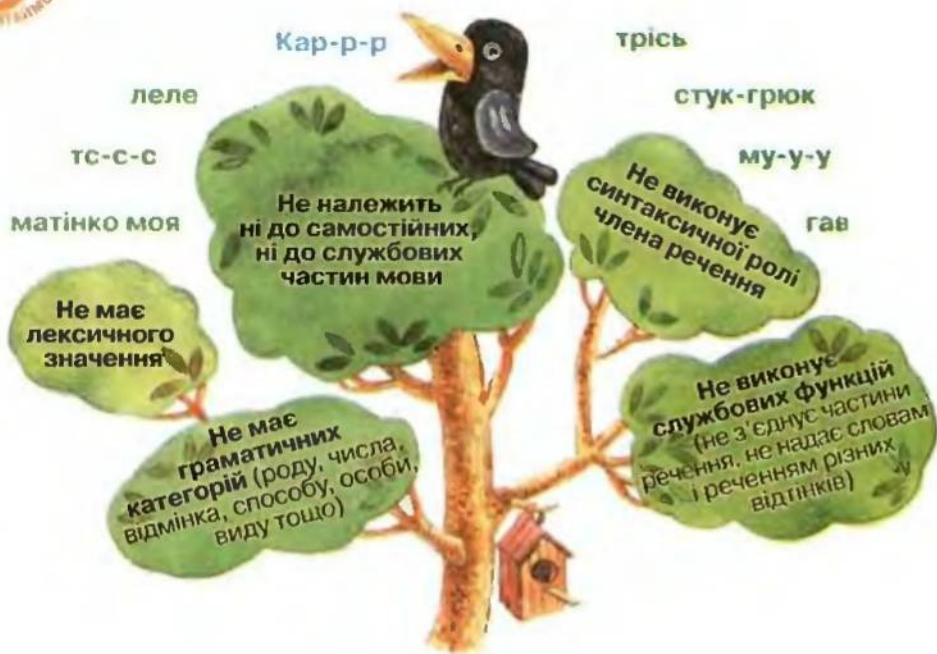 Кар-р-р
трісь
леле
стук-грюк
тс-с-с
му-у-у
матінко моя
гав
Не належить
ні до самостійних,
ні до службових
частин мови
Не виконує
синтаксичної ролі
члена речення
Не має
лексичного
значення
Не має
граматичних
категорій (роду, числа,
відмінка, способу, особи,
виду тощо)
Не виконує
службових функцій
(не з’єднує частини
речення, не надає словам
і реченням різних
відтінків)